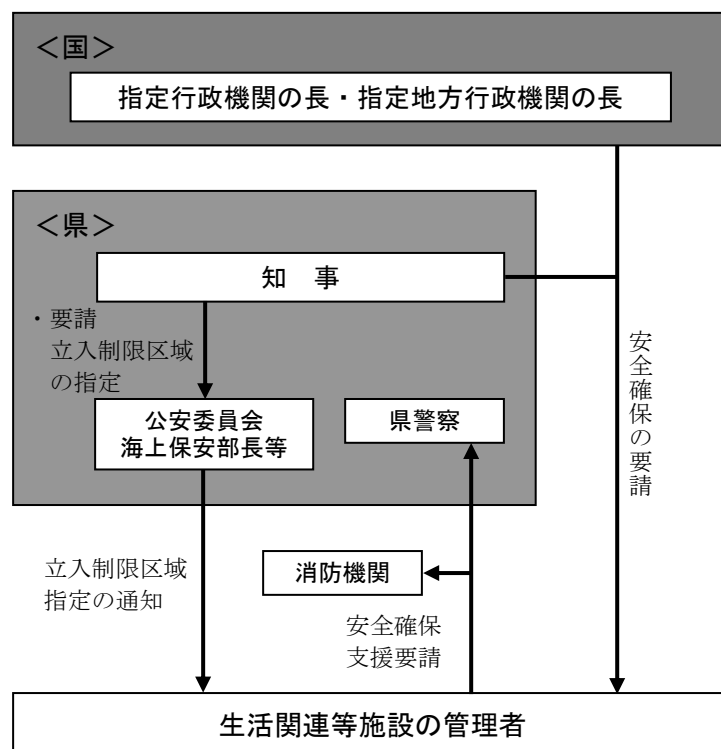 ＜国＞
指定行政機関の長・指定地方行政機関の長
＜県＞
知　事
・要請
立入制限区域
の指定
公安委員会
海上保安部長等
県警察
安全確保の要請
立入制限区域
指定の通知
消防機関
安全確保
支援要請
生活関連等施設の管理者